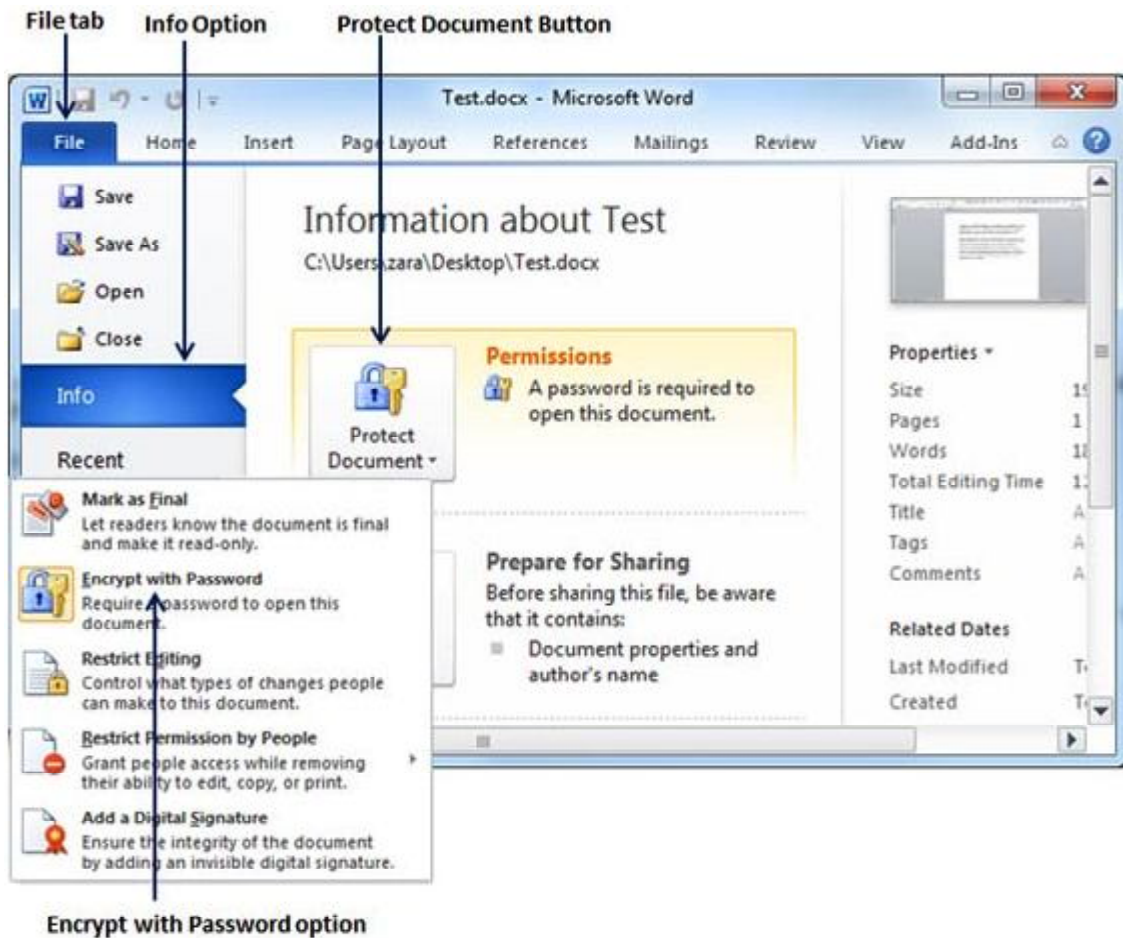 File tab
Info Option
Protect Document Button
Test.docx - Microsoft Word
File Home Insert Page Layout References Mailings Review View Add-Ins
Save
Save As
Open
Close
Info
Recent
Information about Test
C:\Users\zara\Desktop\Test.docx
Protect
Document
Permissions
A password is required to
open this document.
Prepare for Sharing
Before sharing this file, be aware
that it contains:
Document properties and
author's name
Properties
Size
Pages 1
Words
Total Editing Time
Title
Tags
Comments
Related Dates
Last Modified
Created
Mark as Final
Let readers know the document is final
and make it read-only.
Encrypt with Password
Require a password to open this
document.
Restrict Editing
Control what types of changes people
can make to this document.
Restrict Permission by People
Grant people access while removing
their ability to edit, copy, or print.
Add a Digital Signature
Ensure the integrity of the document
by adding an invisible digital signature.
Encrypt with Password option